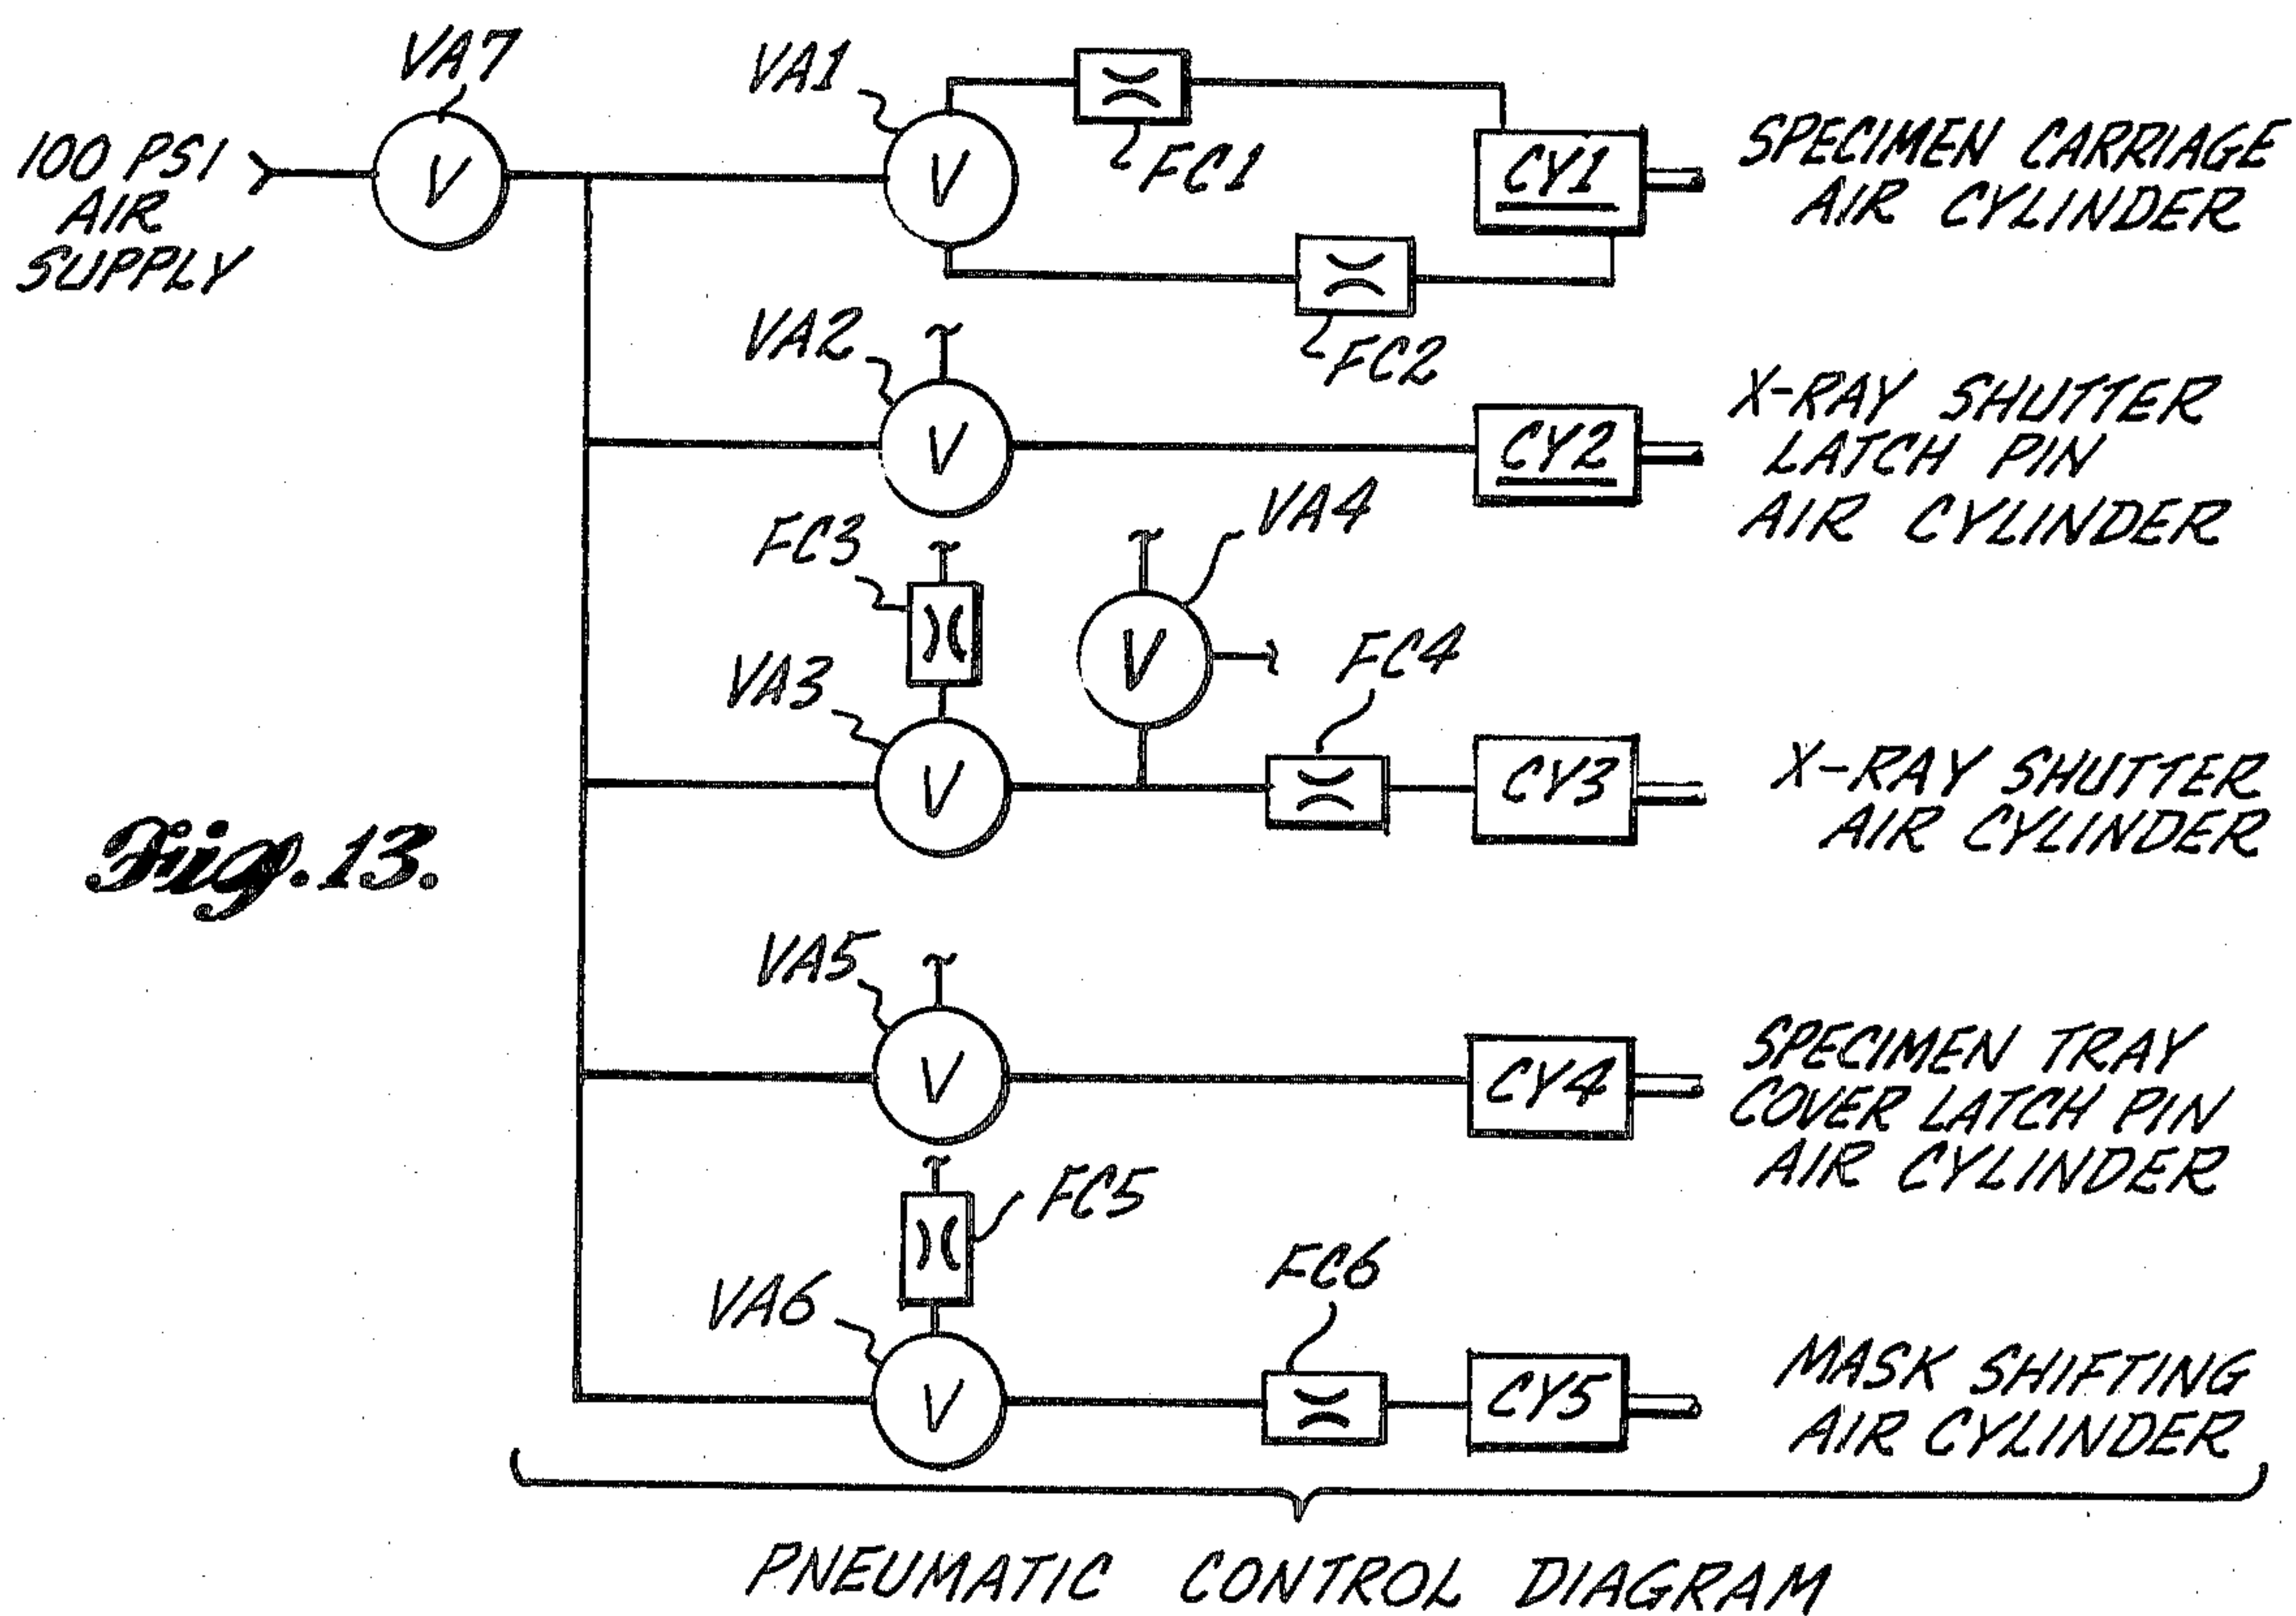 VA7
100 PSI
AIR
SUPPLY
V
VA1
V
FC1
FC2
CY1
SPECIMEN CARRIAGE
AIR CYLINDER
VA2
V
CY2
X-RAY SHUTTER
LATCH PIN
AIR CYLINDER
FC3
VA4
V
VA3
V
FC4
CY3
X-RAY SHUTTER
AIR CYLINDER
Fig. 13.
VA5
V
CY4
SPECIMEN TRAY
COVER LATCH PIN
AIR CYLINDER
FC5
VA6
V
FC6
CY5
MASK SHIFTING
AIR CYLINDER
PNEUMATIC CONTROL DIAGRAM